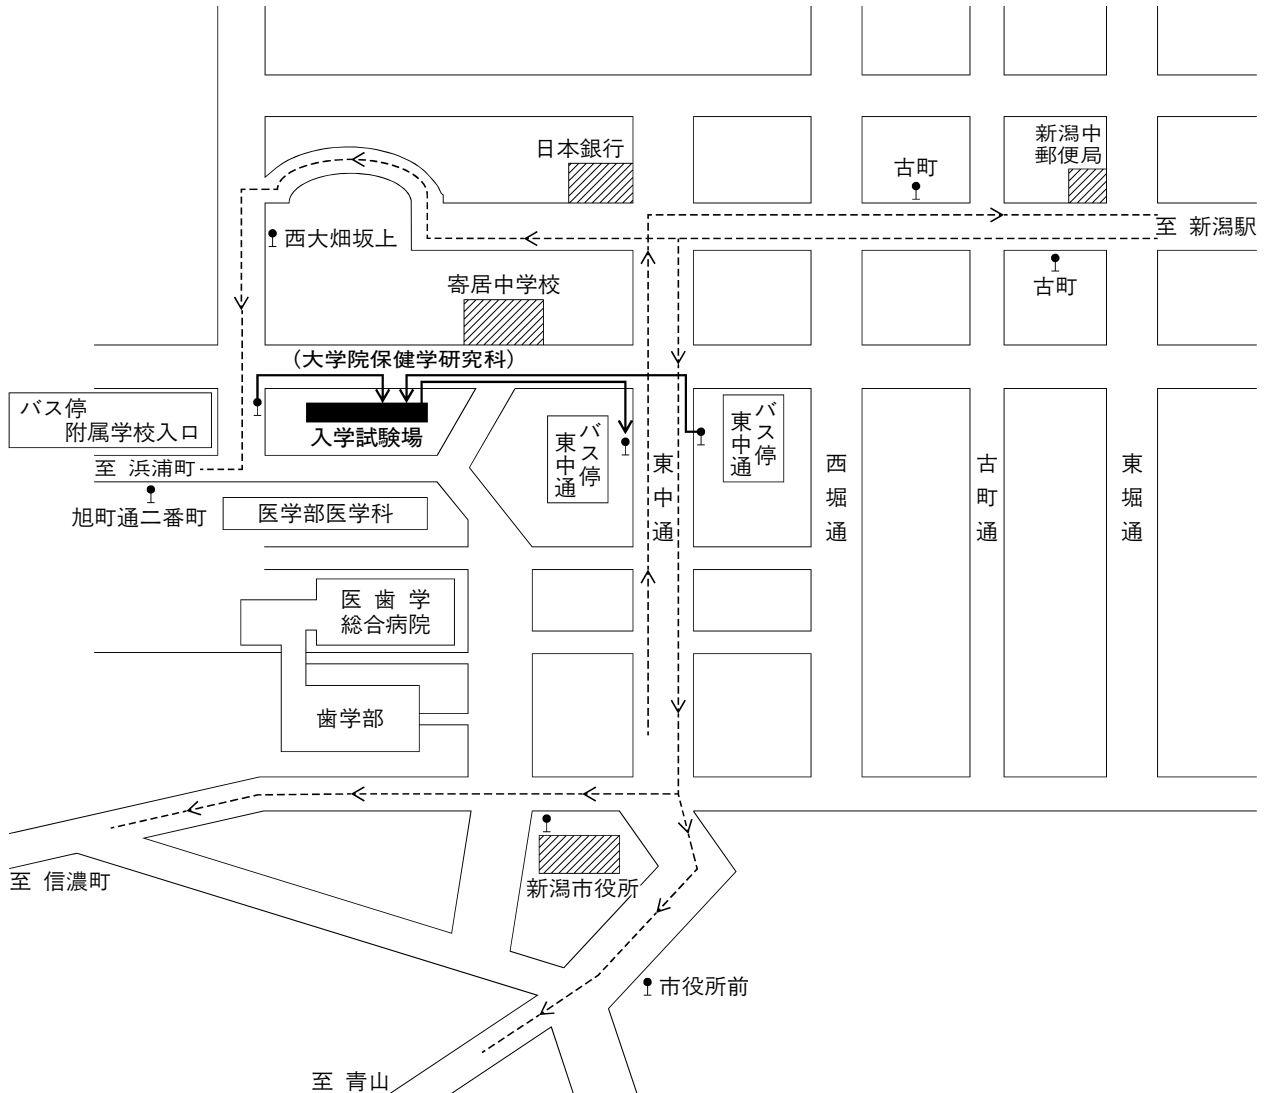 日本銀行
新潟中
郵便局
古町
至 新潟駅
西大畑坂上
古町
寄居中学校
(大学院保健学研究科)
バス停
附属学校入口
入学試験場
バス停
東中通
東中通
バス停
東中通
西堀通
古町通
東堀通
至 浜浦町
旭町通二番町
医学部医学科
医 歯 学
総合病院
歯学部
至 信濃町
新潟市役所
市役所前
至 青山